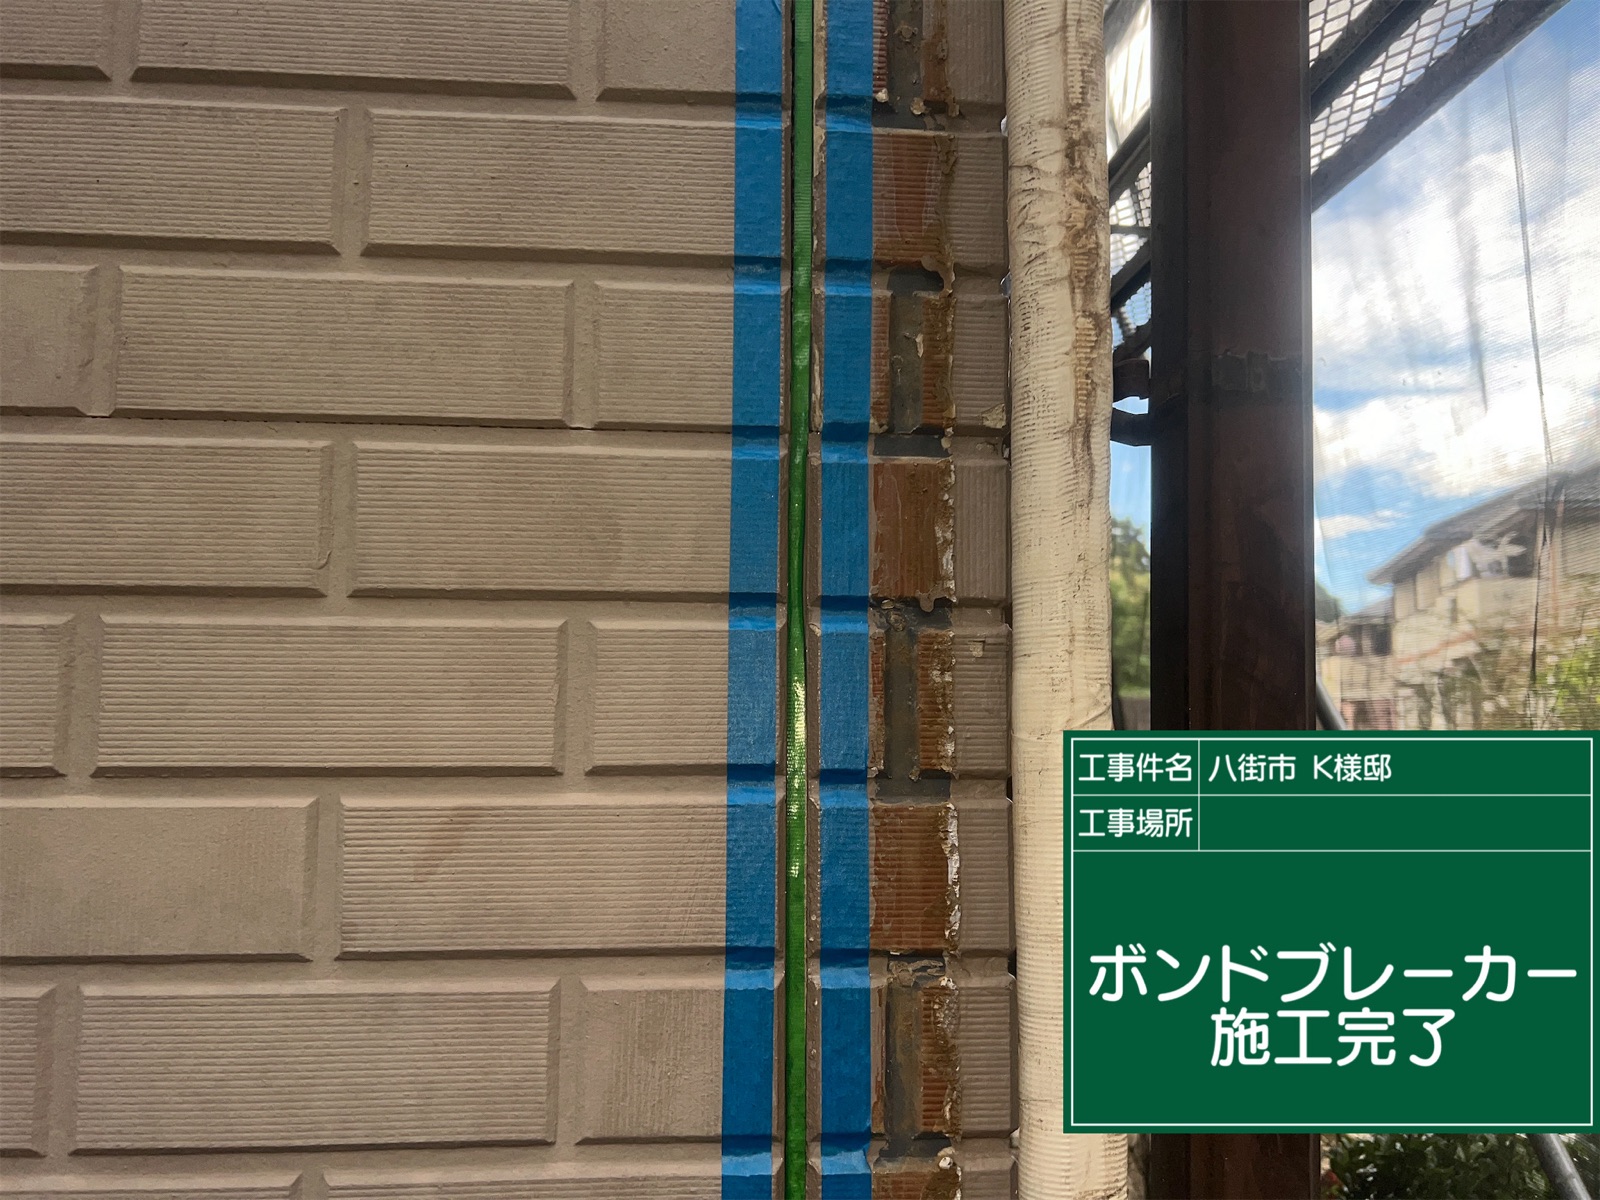 工事件名 八街市 K様邸
工事場所
ボンドブレーカー
施工完了